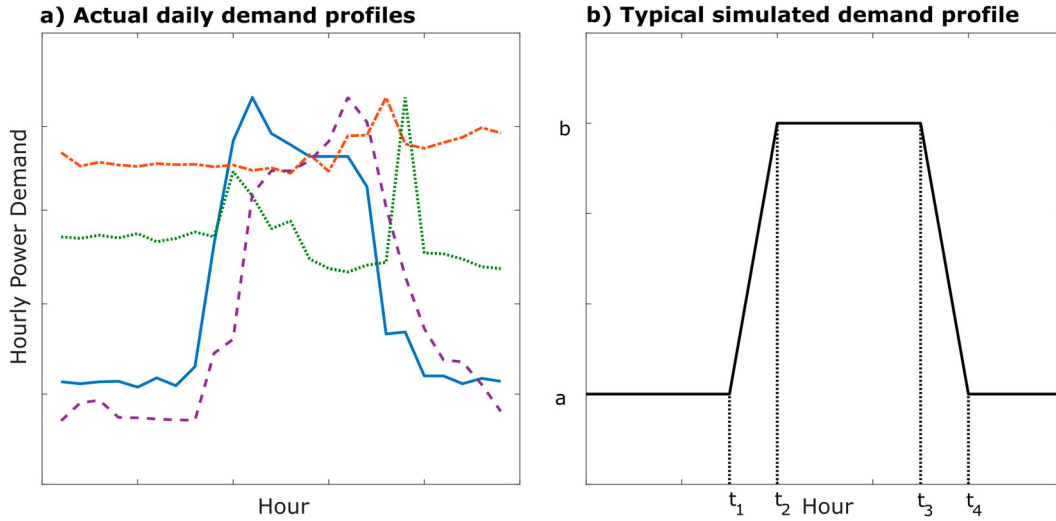 a) Actual daily demand profiles
Hourly Power Demand
Hour
b) Typical simulated demand profile
b
a
t1 t2 Hour t3 t4